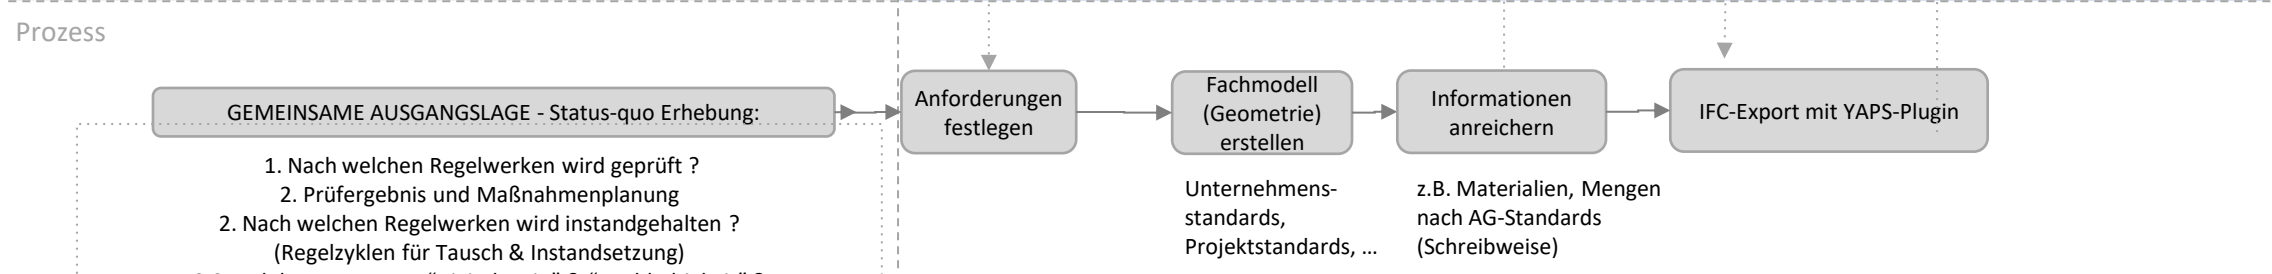 Prozess
GEMEINSAME AUSGANGSLAGE - Status-quo Erhebung:
1. Nach welchen Regelwerken wird geprüft ?
2. Prüfergebnis und Maßnahmenplanung
2. Nach welchen Regelwerken wird instandgehalten ?
(Regelzyklen für Tausch & Instandsetzung)
Anforderungen
festlegen
Fachmodell
(Geometrie)
erstellen
Unternehmens-
standards,
Projektstandards, ...
Informationen
anreichern
z.B. Materialien, Mengen
nach AG-Standards
(Schreibweise)
IFC-Export mit YAPS-Plugin